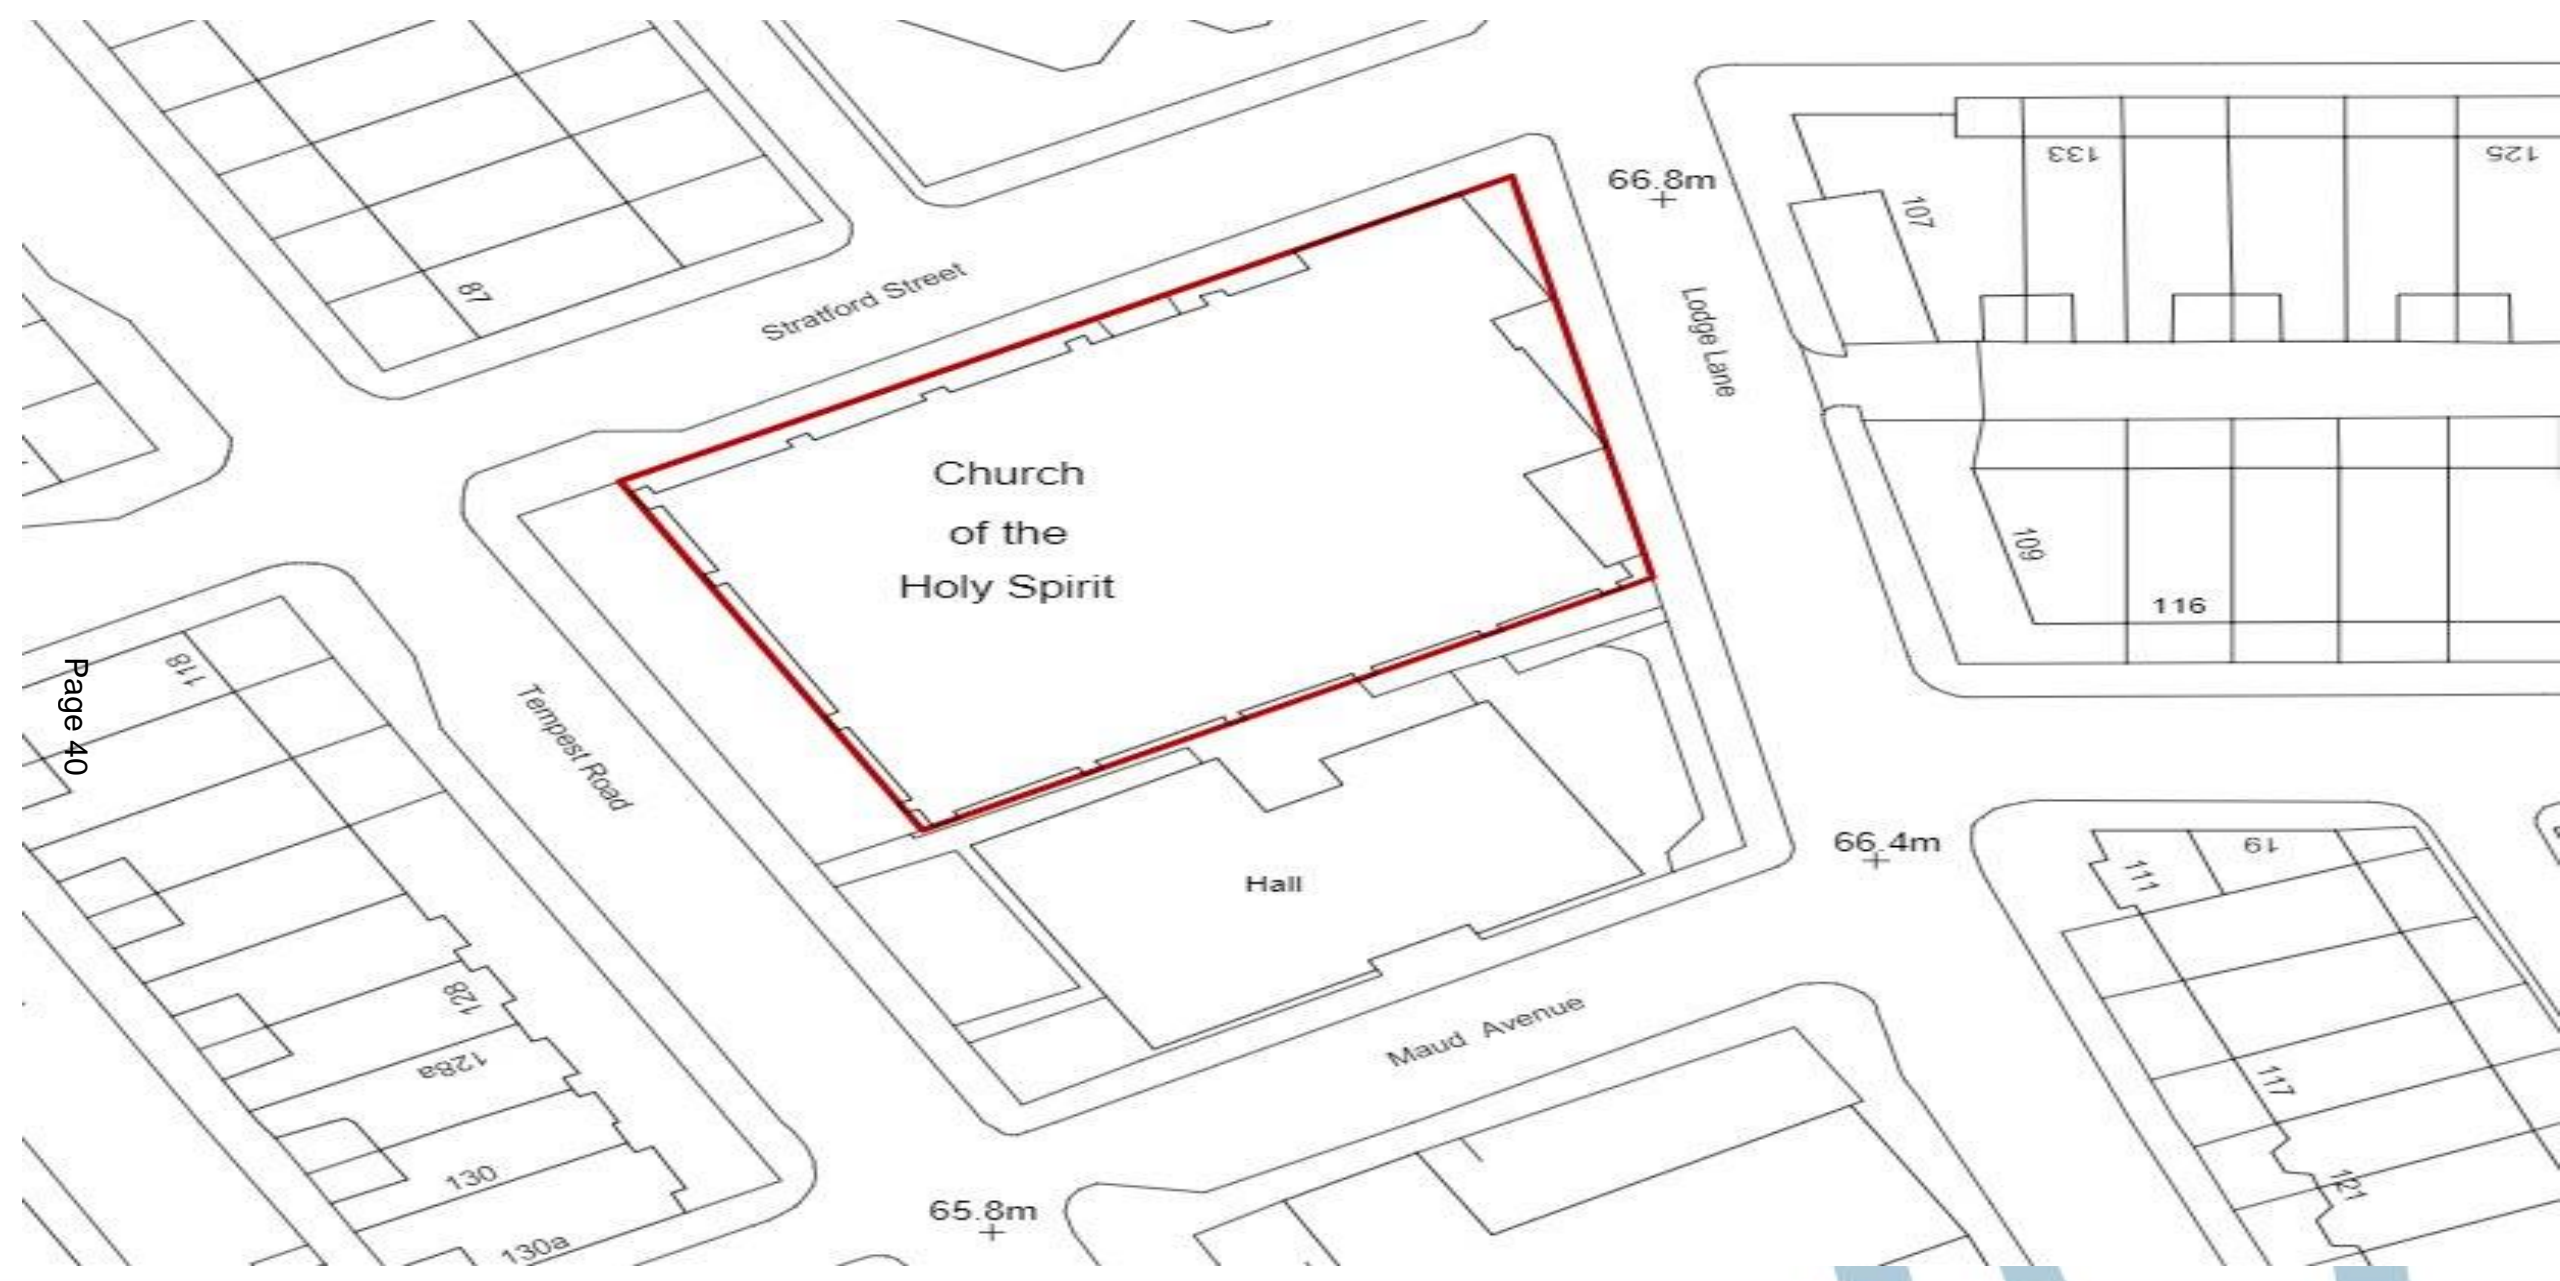 66.8m
133
125
107
Stratford Street
87
Lodge Lane
Church
of the
Holy Spirit
109
116
118
Page 40
Tempest Road
66.4m
19
111
Hall
128
Maud Avenue
128a
117
130
121
65.8m
130a